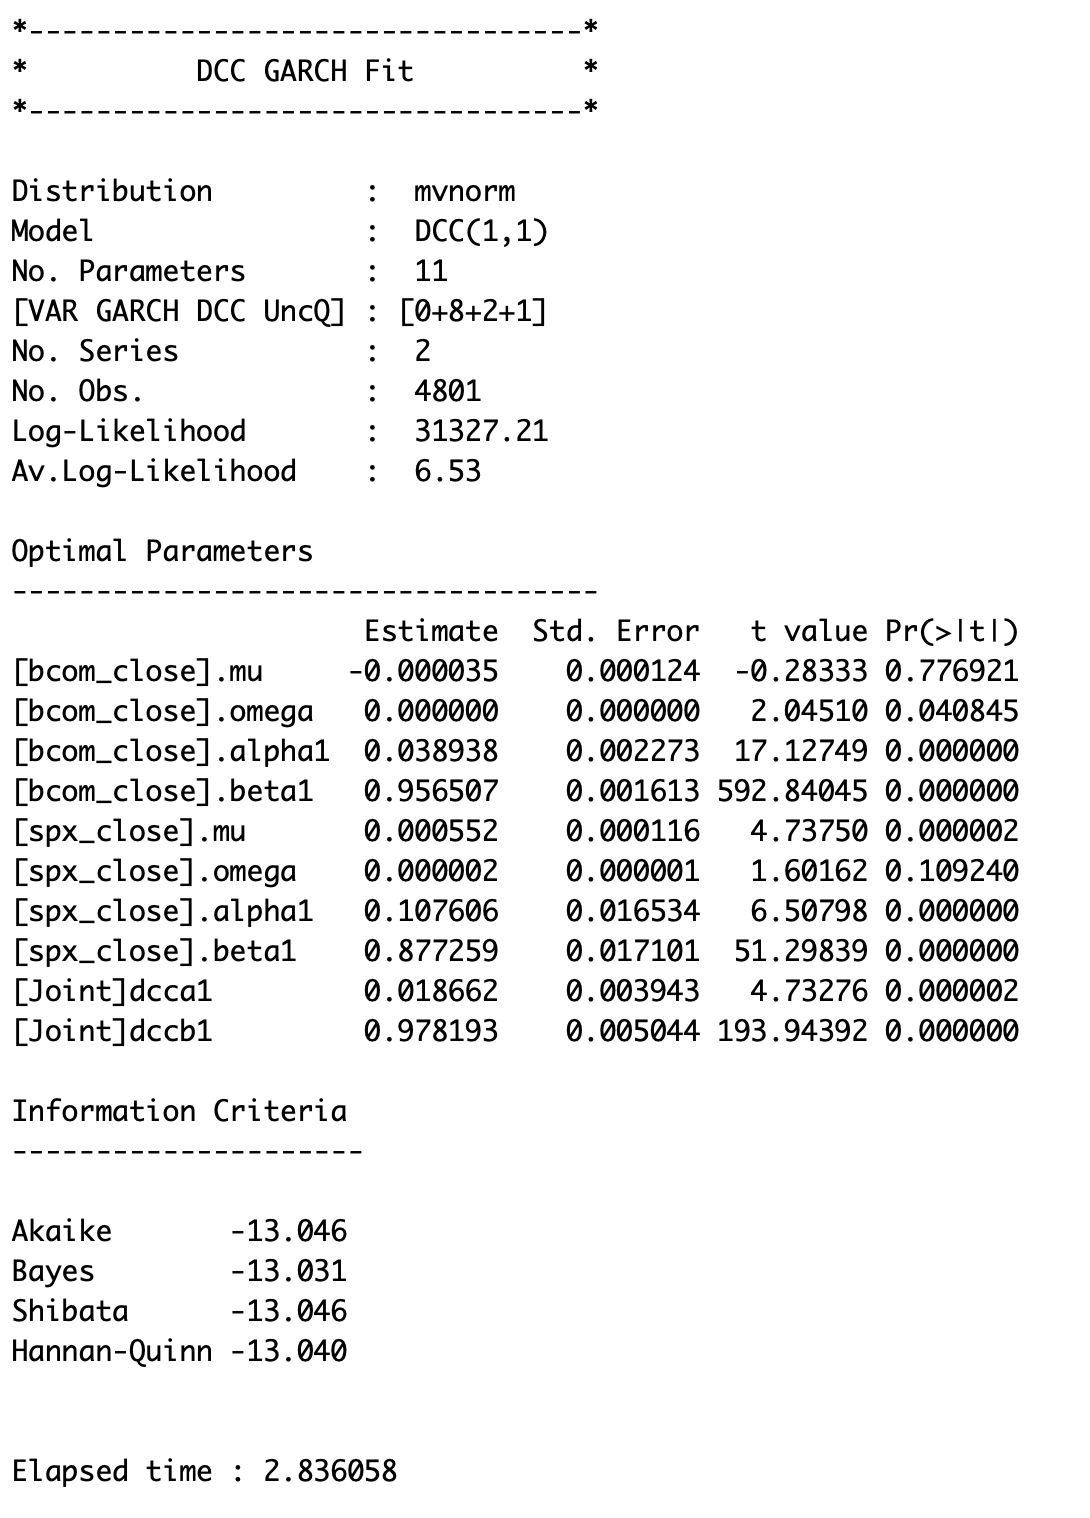 *---------------------------------*
*          DCC GARCH Fit          *
*---------------------------------*

Distribution         :  mvnorm
Model                :  DCC(1,1)
No. Parameters       :  11
[VAR GARCH DCC UncQ] : [0+8+2+1]
No. Series           :  2
No. Obs.             :  4801
Log-Likelihood       :  31327.21
Av.Log-Likelihood    :  6.53

Optimal Parameters
-----------------------------------
                     Estimate  Std. Error   t value Pr(>|t|)
[bcom_close].mu     -0.000035    0.000124  -0.28333 0.776921
[bcom_close].omega   0.000000    0.000000   2.04510 0.040845
[bcom_close].alpha1  0.038938    0.002273  17.12749 0.000000
[bcom_close].beta1   0.956507    0.001613 592.84045 0.000000
[spx_close].mu       0.000552    0.000116   4.73750 0.000002
[spx_close].omega    0.000002    0.000001   1.60162 0.109240
[spx_close].alpha1   0.107606    0.016534   6.50798 0.000000
[spx_close].beta1    0.877259    0.017101  51.29839 0.000000
[Joint]dcca1         0.018662    0.003943   4.73276 0.000002
[Joint]dccb1         0.978193    0.005044 193.94392 0.000000

Information Criteria
---------------------

Akaike       -13.046
Bayes        -13.031
Shibata      -13.046
Hannan-Quinn -13.040


Elapsed time : 2.836058